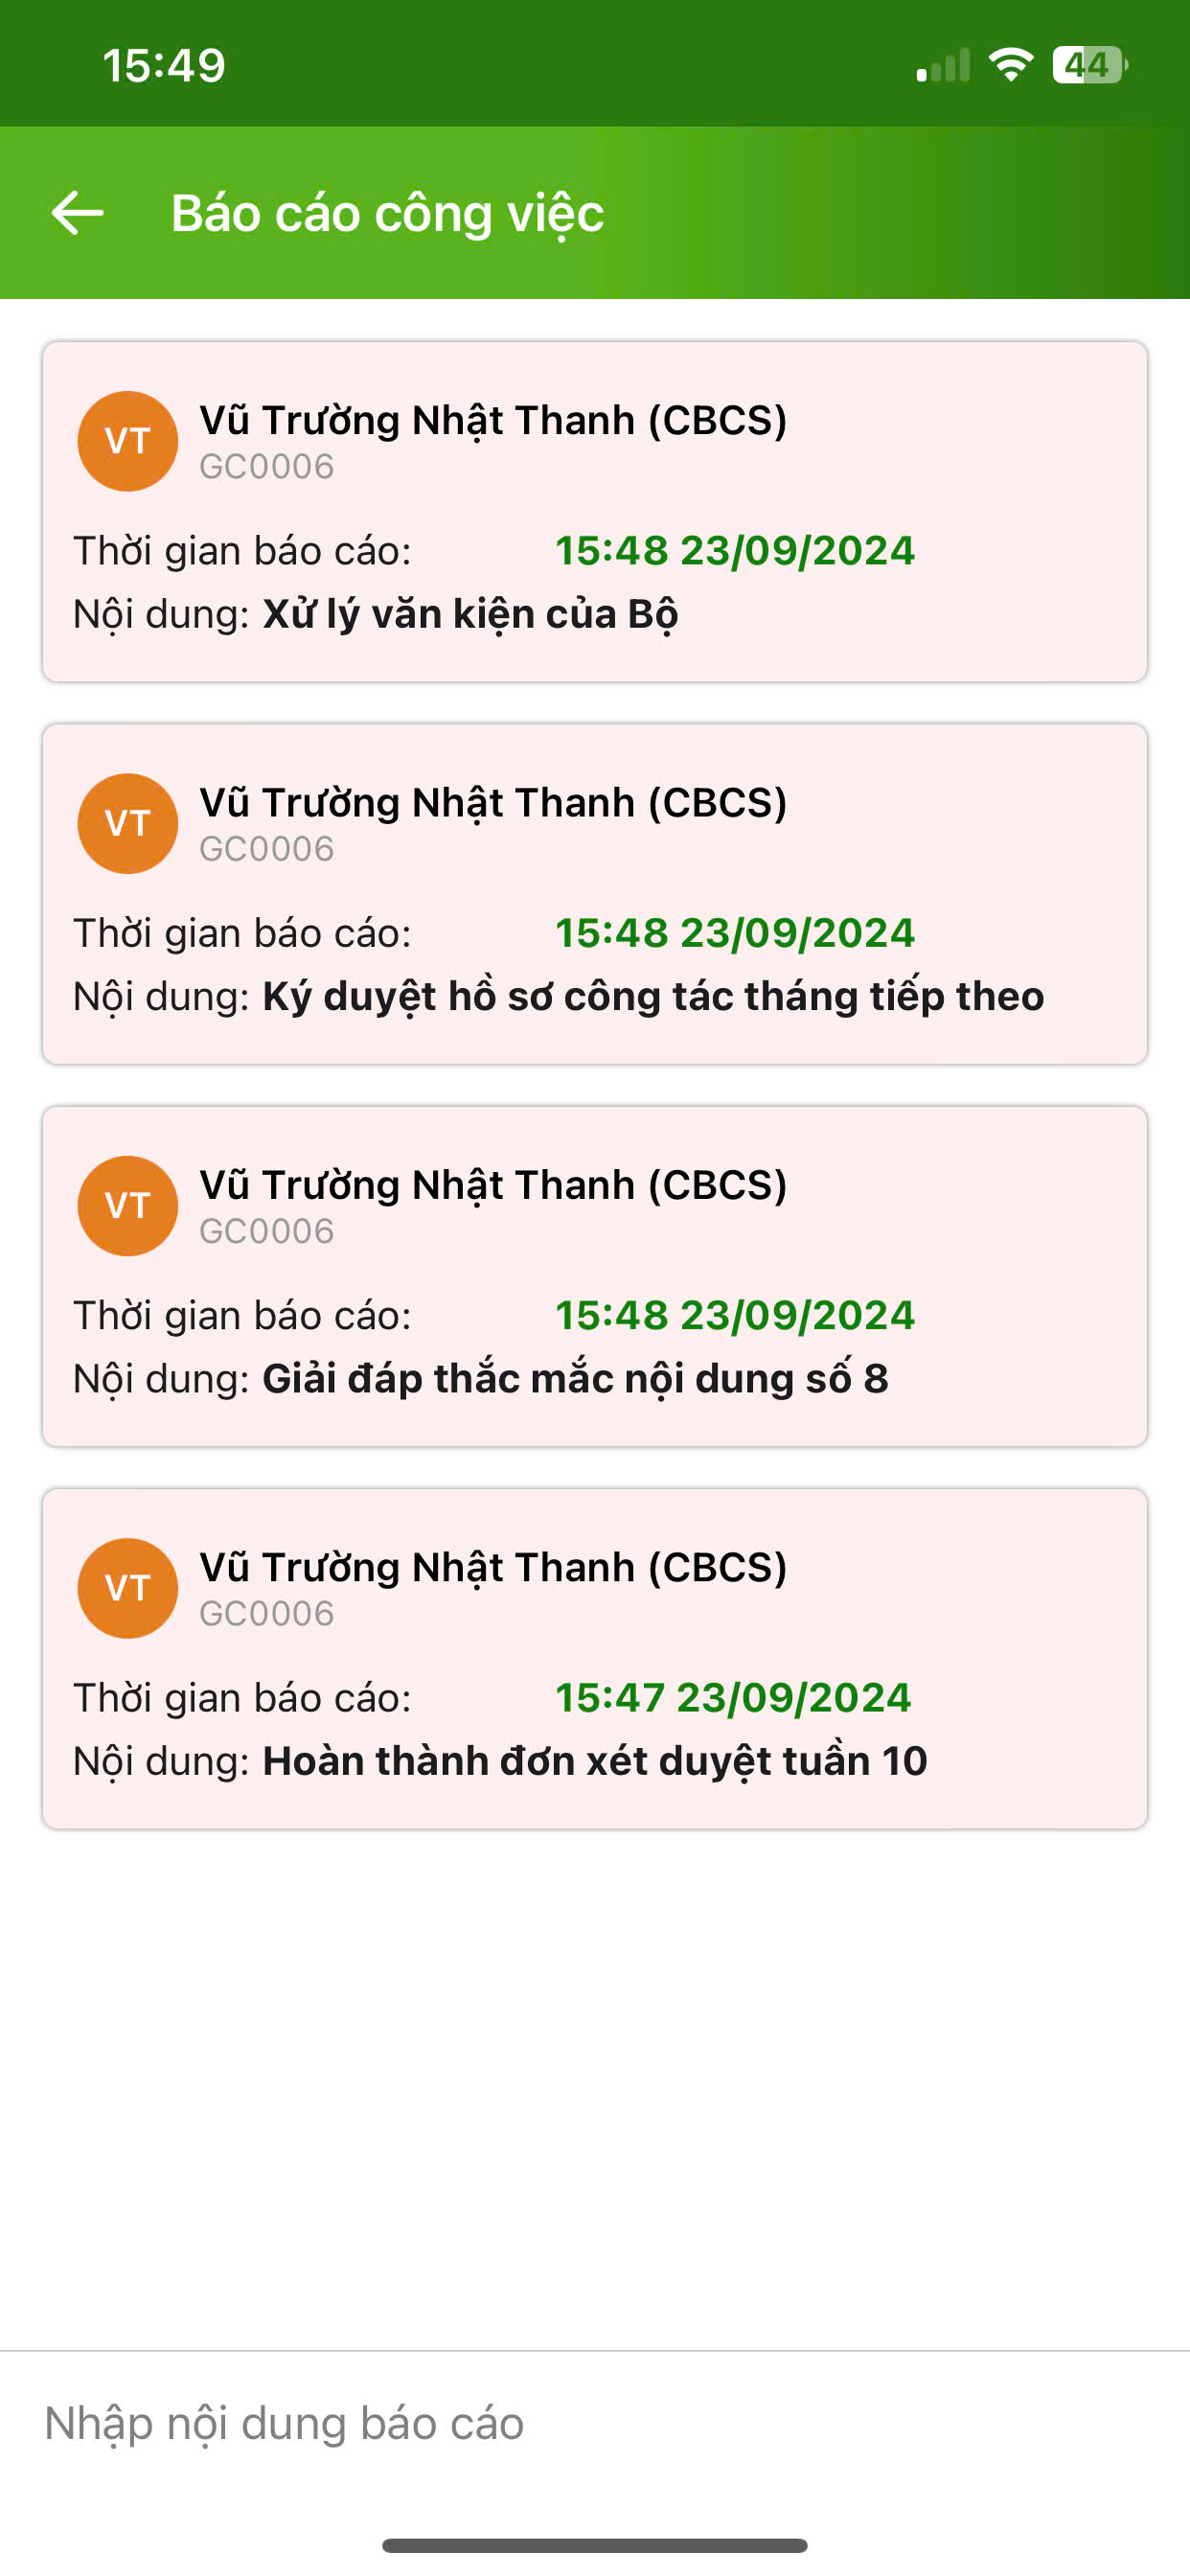 15:49
44
Báo cáo công việc
VT
Vũ Trường Nhật Thanh (CBCS)
GC0006
Thời gian báo cáo: 15:48 23/09/2024
Nội dung: Xử lý văn kiện của Bộ
VT
Vũ Trường Nhật Thanh (CBCS)
GC0006
Thời gian báo cáo: 15:48 23/09/2024
Nội dung: Ký duyệt hồ sơ công tác tháng tiếp theo
VT
Vũ Trường Nhật Thanh (CBCS)
GC0006
Thời gian báo cáo: 15:48 23/09/2024
Nội dung: Giải đáp thắc mắc nội dung số 8
VT
Vũ Trường Nhật Thanh (CBCS)
GC0006
Thời gian báo cáo: 15:47 23/09/2024
Nội dung: Hoàn thành đơn xét duyệt tuần 10
Nhập nội dung báo cáo